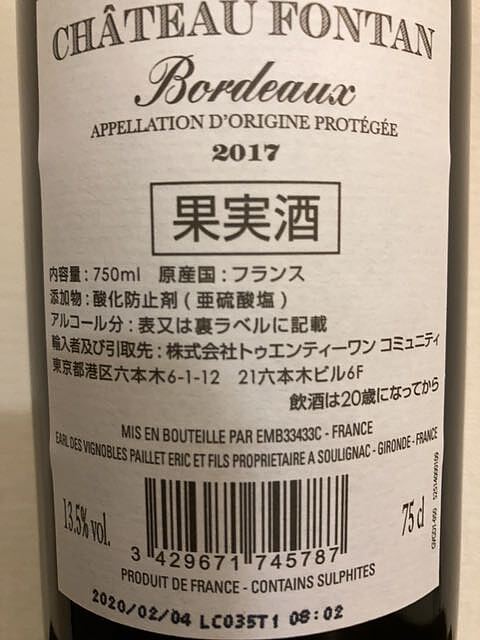 CHÂTEAU FONTAN
Bordeaux
APPELLATION D'ORIGINE PROTÉGÉE
2017
果実酒
内容量:750ml 原産国:フランス
添加物:酸化防止剤(亜硫酸塩)
アルコール分:表又は裏ラベルに記載
輸入者及び引取先:株式会社トゥエンティーワン コミュニティ
東京都港区六本木6-1-12 21六本木ビル6F
飲酒は20歳になってから
MIS EN BOUTEILLE PAR EMB33433C - FRANCE
EARL DES VIGNOBLES PAILLET ERIC ET FILS PROPRIETAIRE A SOULIGNAC - GIRONDE - FRANCE
13.5% vol.
75 cl
3 429671 745787
PRODUIT DE FRANCE - CONTAINS SULPHITES
2020/02/04 LC035T1 08:02